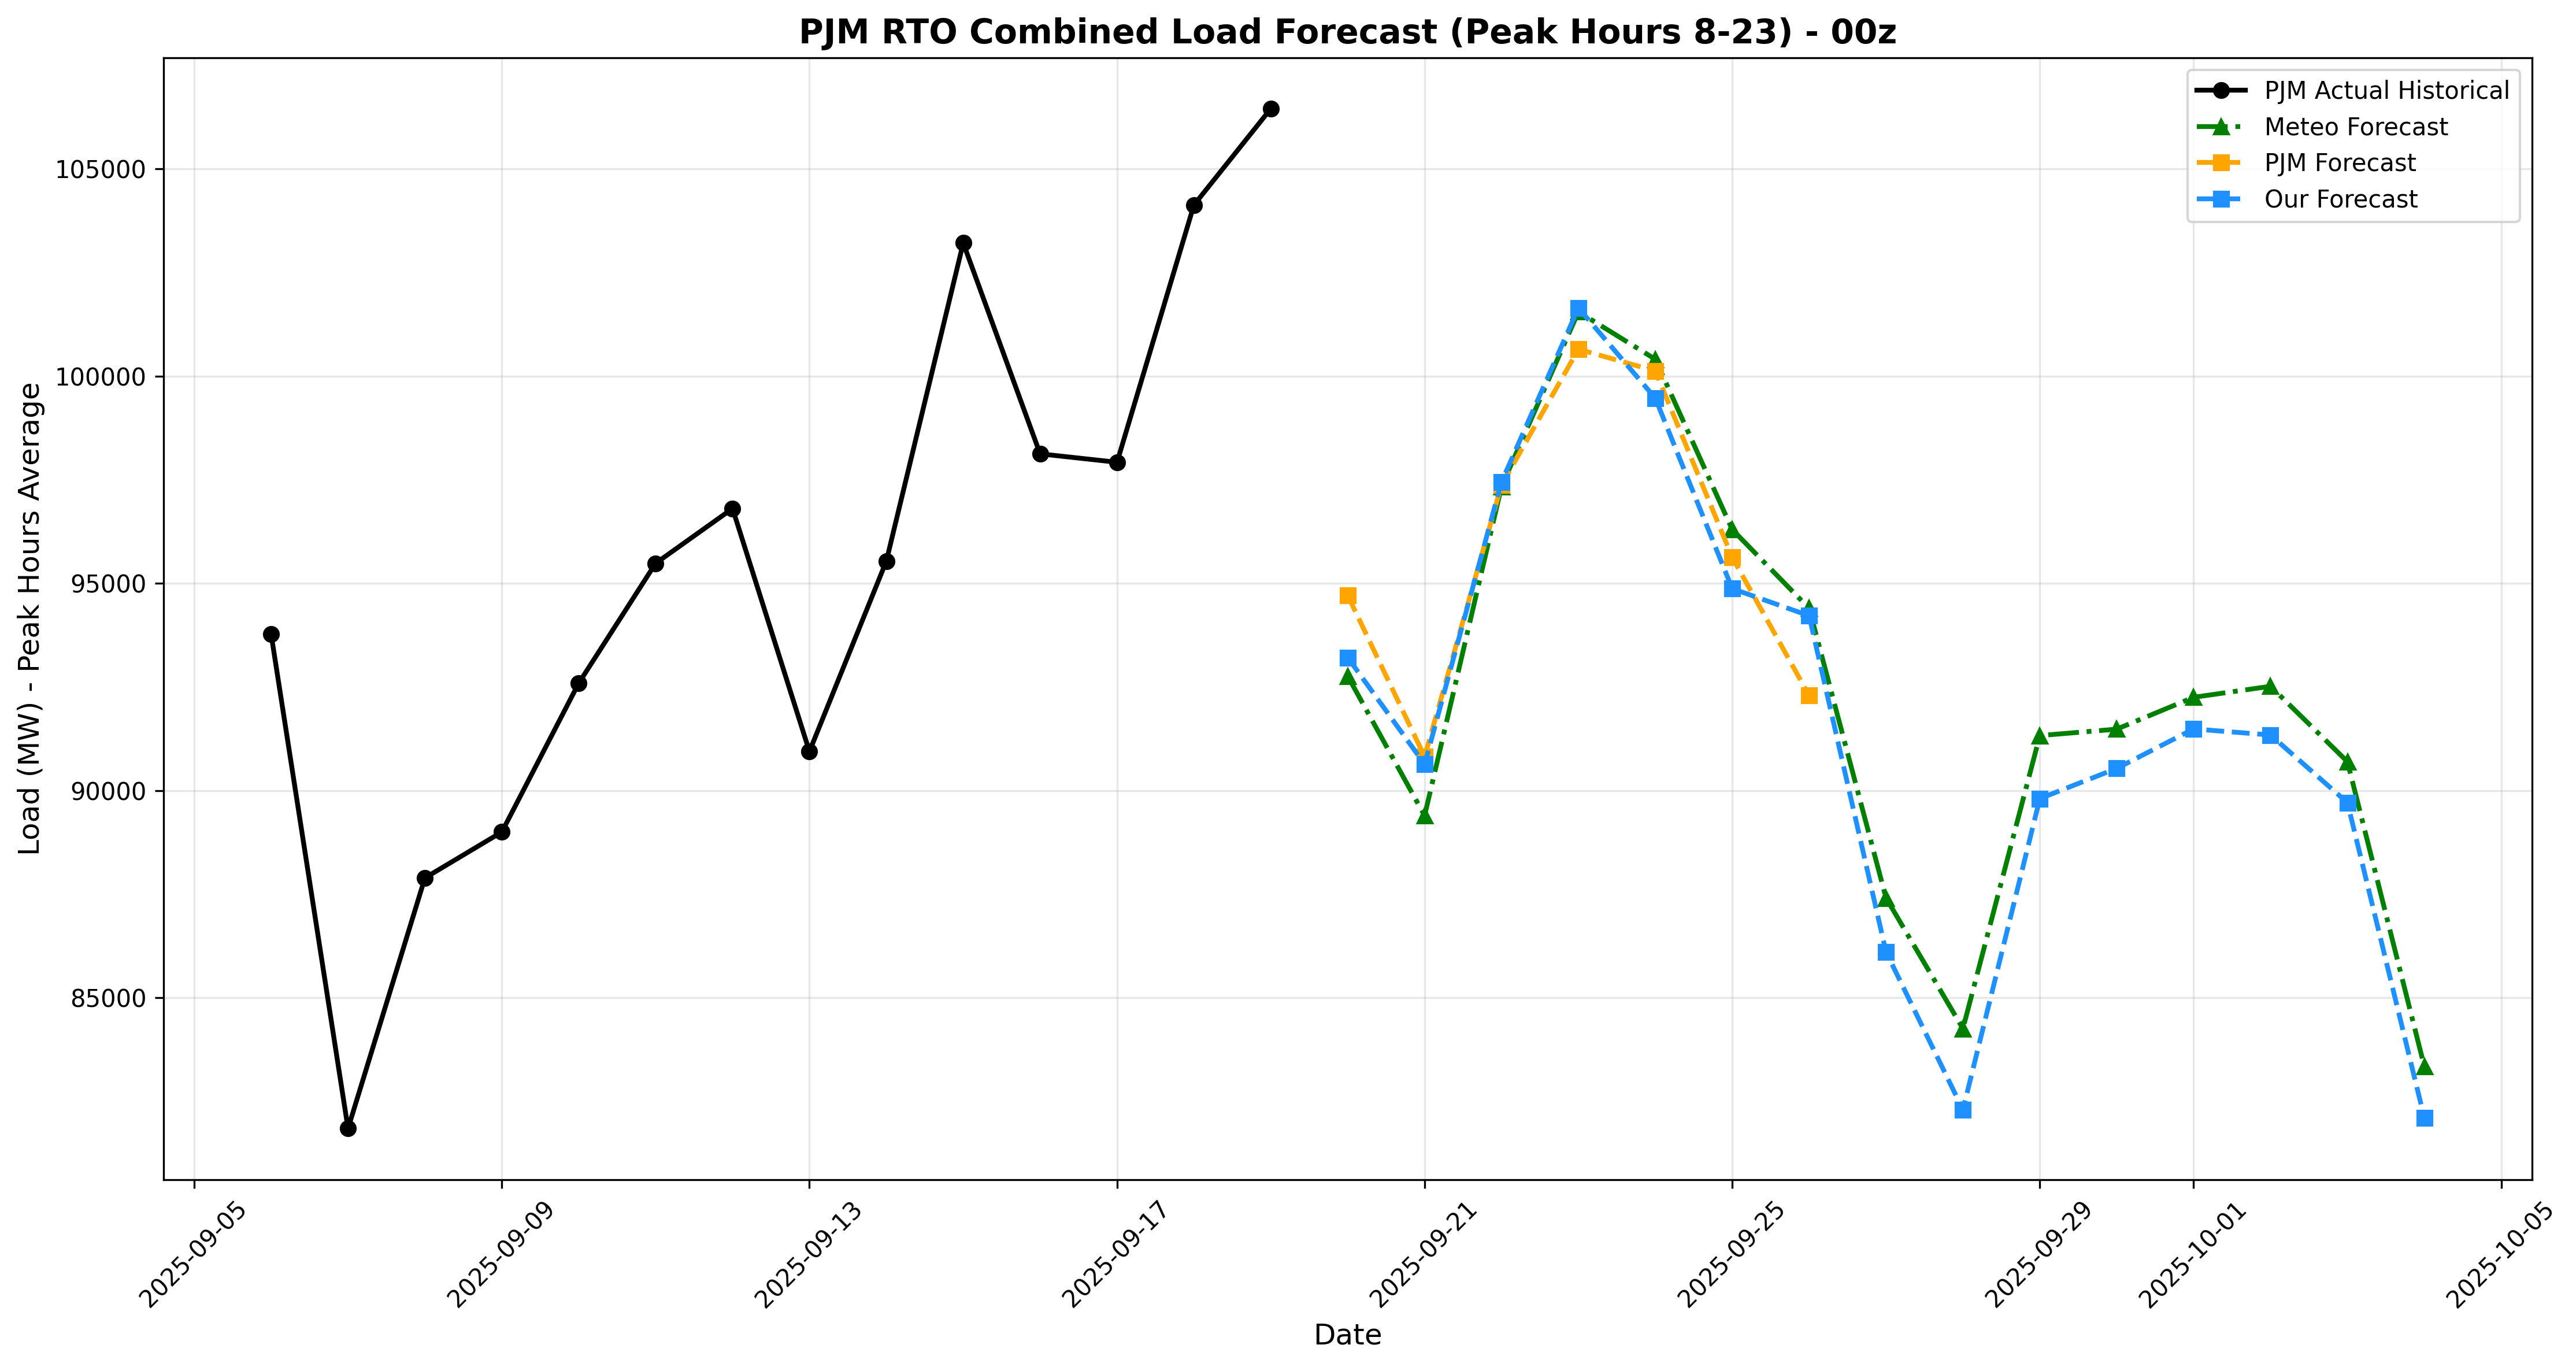 PJM RTO Combined Load Forecast (Peak Hours 8-23) - 00z
PJM Actual Historical
Meteo Forecast
PJM Forecast
Our Forecast
Load (MW) - Peak Hours Average
105000
100000
95000
90000
85000
2025-09-05
2025-09-09
2025-09-13
2025-09-17
2025-09-21
2025-09-25
2025-09-29
2025-10-01
2025-10-05
Date